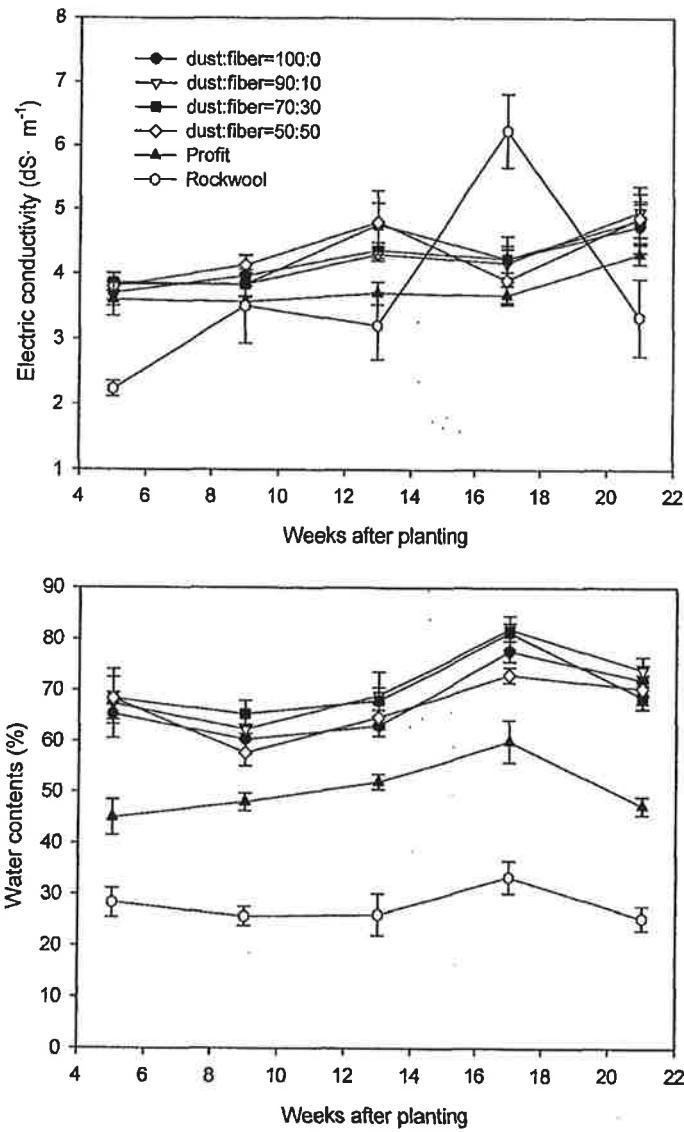 8
7
6
5
4
3
2
1
Electric conductivity (dS· m⁻¹)
dust:fiber=100:0
dust:fiber=90:10
dust:fiber=70:30
dust:fiber=50:50
Profit
Rockwool
4 6 8 10 12 14 16 18 20 22
Weeks after planting
90
80
70
60
50
40
30
20
10
0
Water contents (%)
4 6 8 10 12 14 16 18 20 22
Weeks after planting